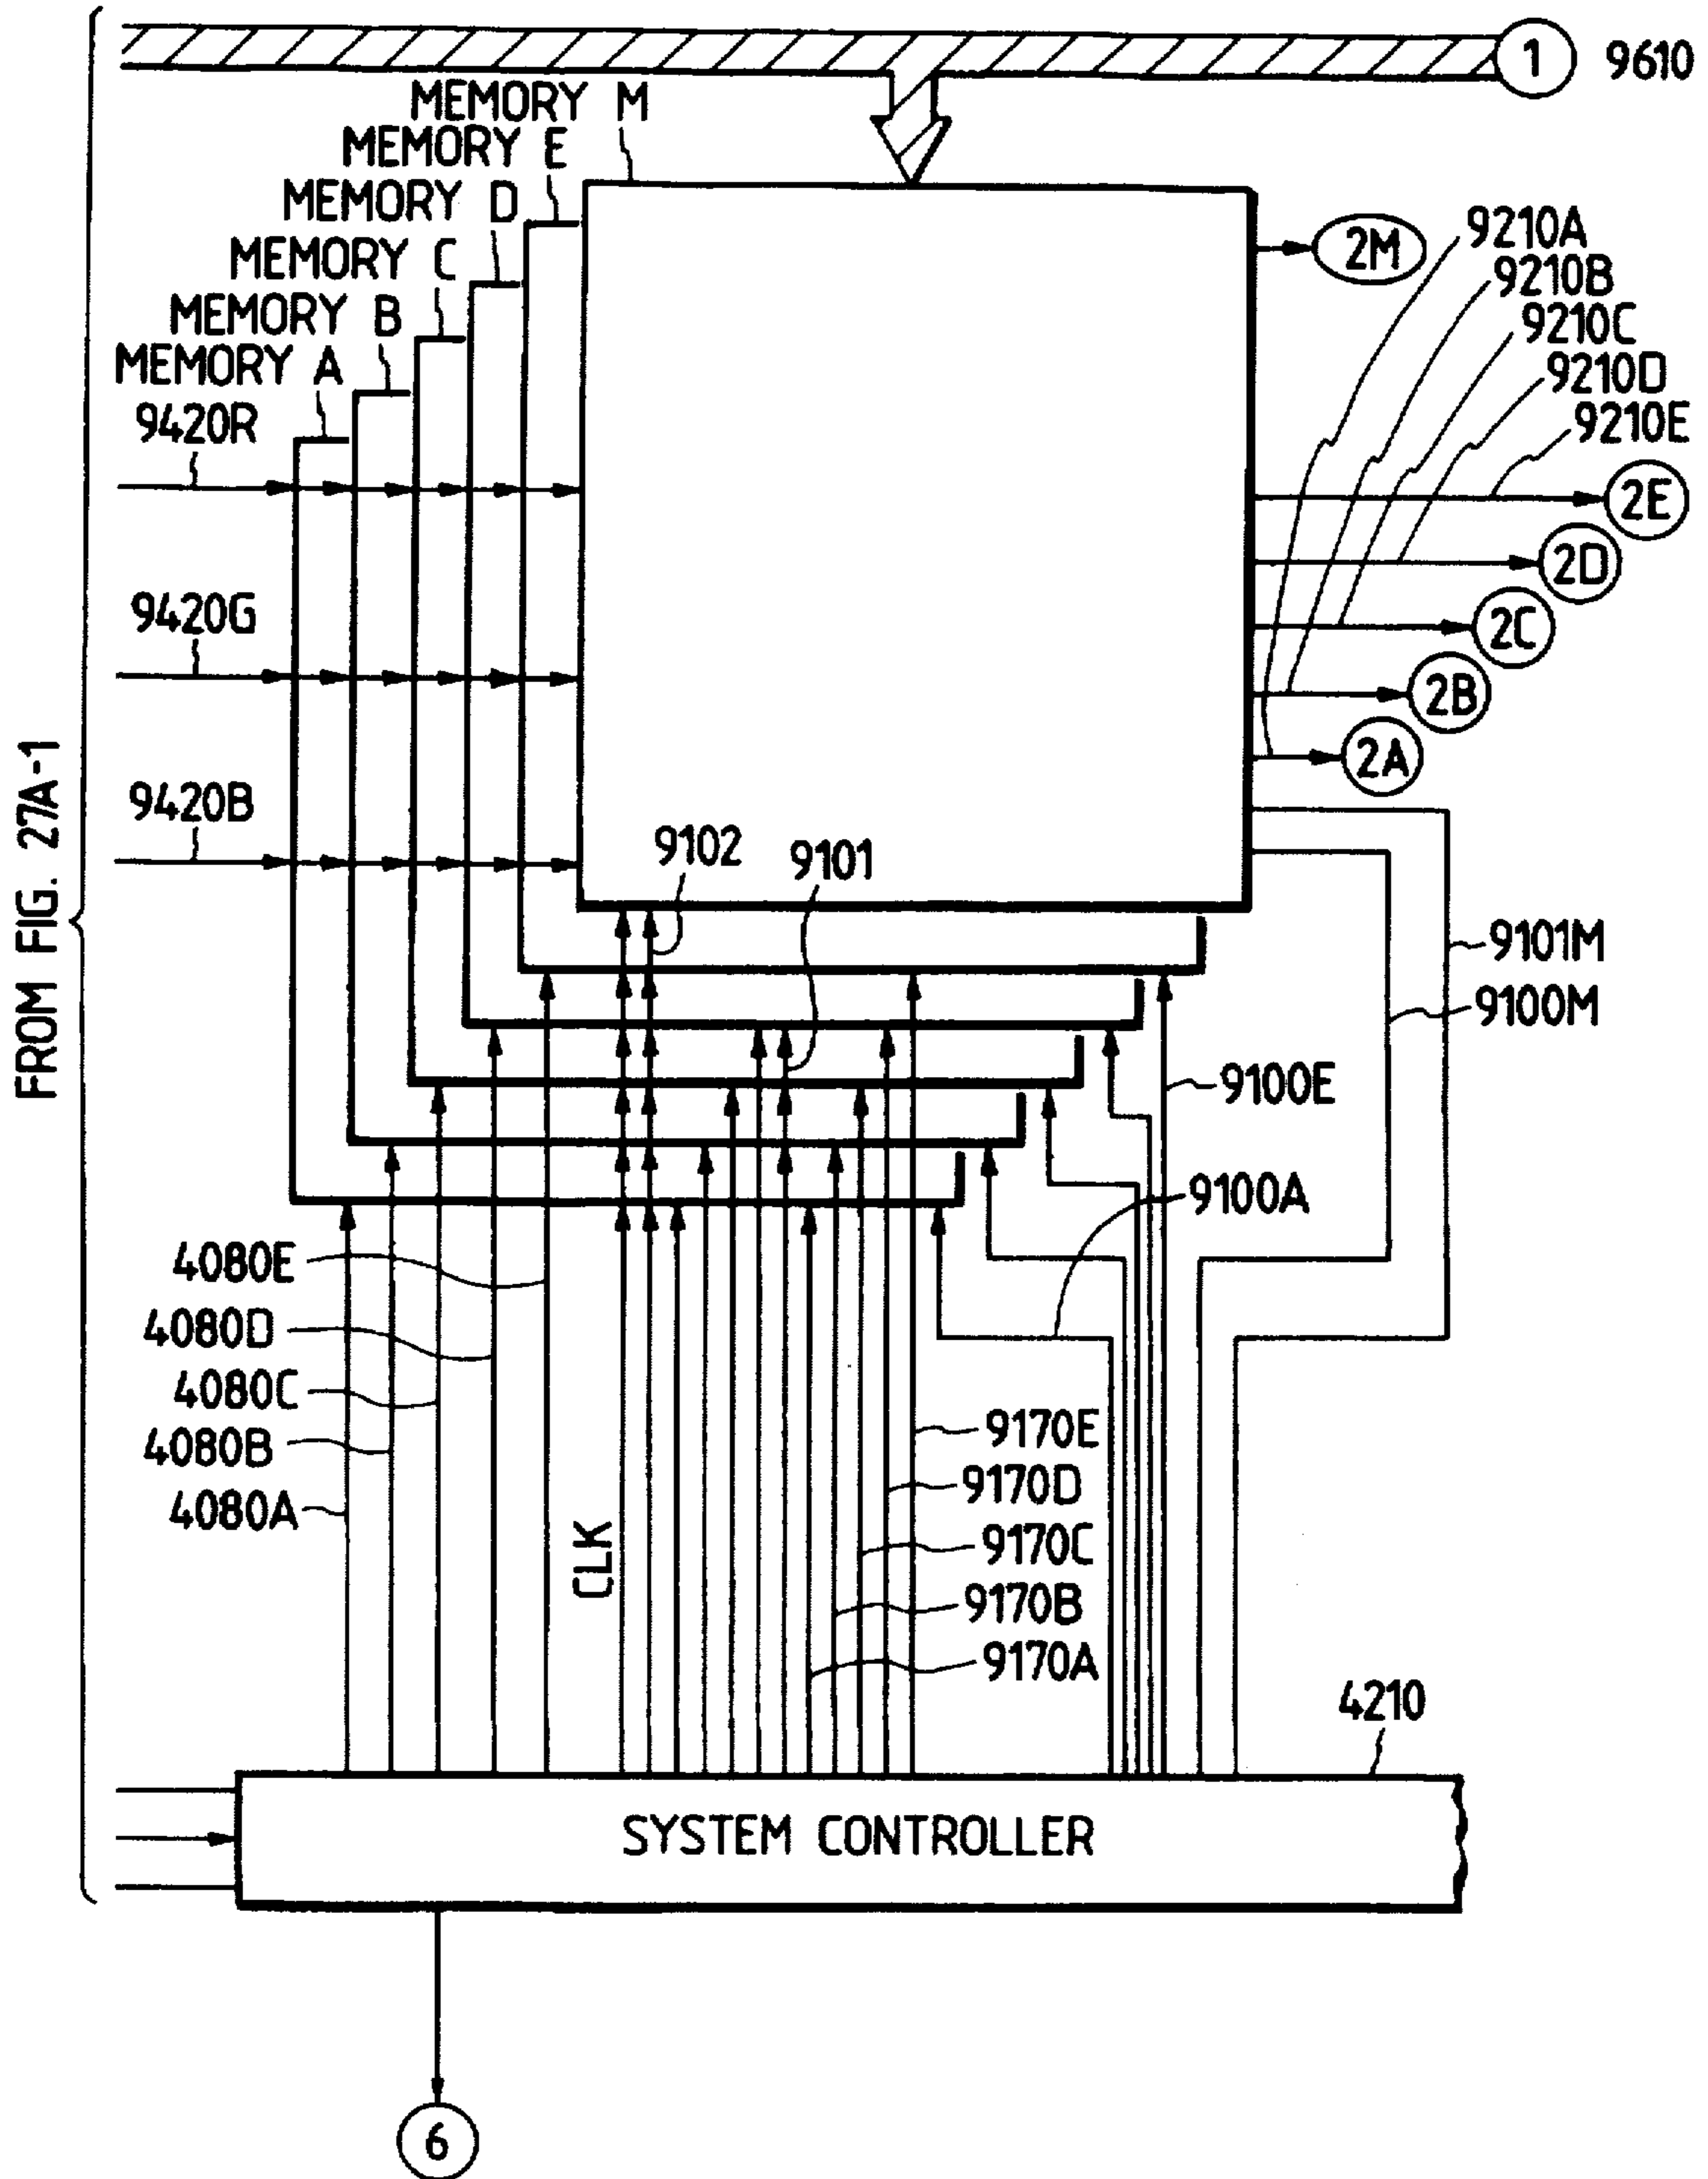 1
9610
MEMORY M
MEMORY E
MEMORY D
MEMORY C
MEMORY B
MEMORY A
9420R
9420G
9420B
FROM FIG. 27A-1
2M
9210A
9210B
9210C
9210D
9210E
2E
2D
2C
2B
2A
9102
9101
9101M
9100M
9100E
9100A
4080E
4080D
4080C
4080B
4080A
CLK
9170E
9170D
9170C
9170B
9170A
4210
SYSTEM CONTROLLER
6